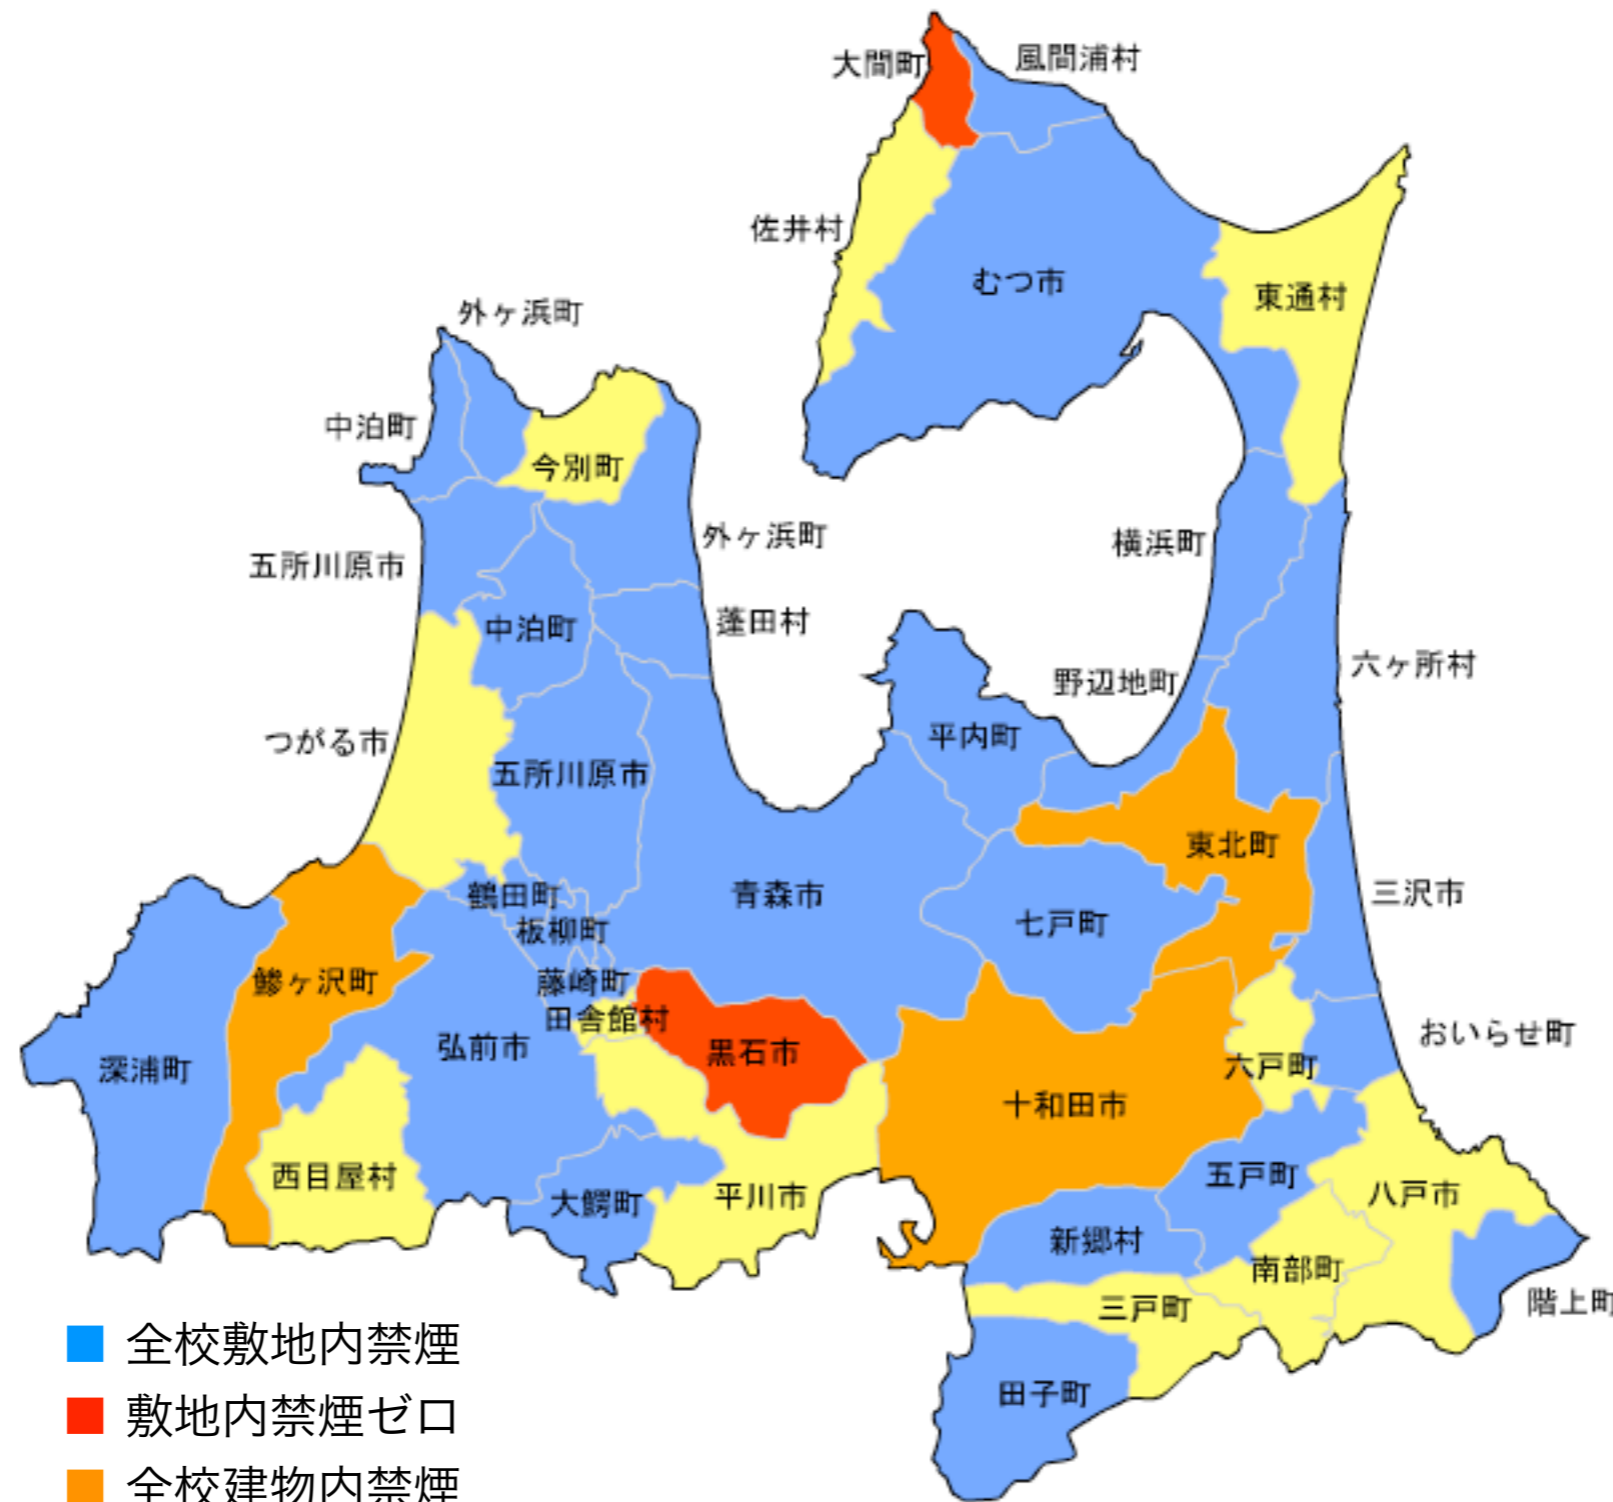 大間町
風間浦村
佐井村
むつ市
東通村
外ヶ浜町
中泊町
今別町
外ヶ浜町
横浜町
五所川原市
中泊町
蓬田村
六ヶ所村
野辺地町
つがる市
平内町
五所川原市
東北町
鶴田町
青森市
三沢市
板柳町
七戸町
鰺ヶ沢町
藤崎町
田舎館村
深浦町
弘前市
黒石市
おいらせ町
六戸町
十和田市
西目屋村
大鰐町
平川市
五戸町
八戸市
新郷村
南部町
三戸町
階上町
田子町
全校敷地内禁煙
敷地内禁煙ゼロ
全校建物内禁煙